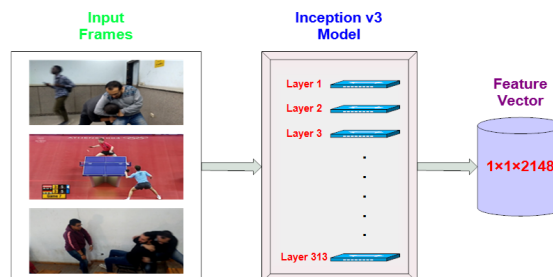 Input
Frames
Inception v3
Model
Layer 1
Layer 2
Layer 3
Layer 313
Feature
Vector
1×1×2148